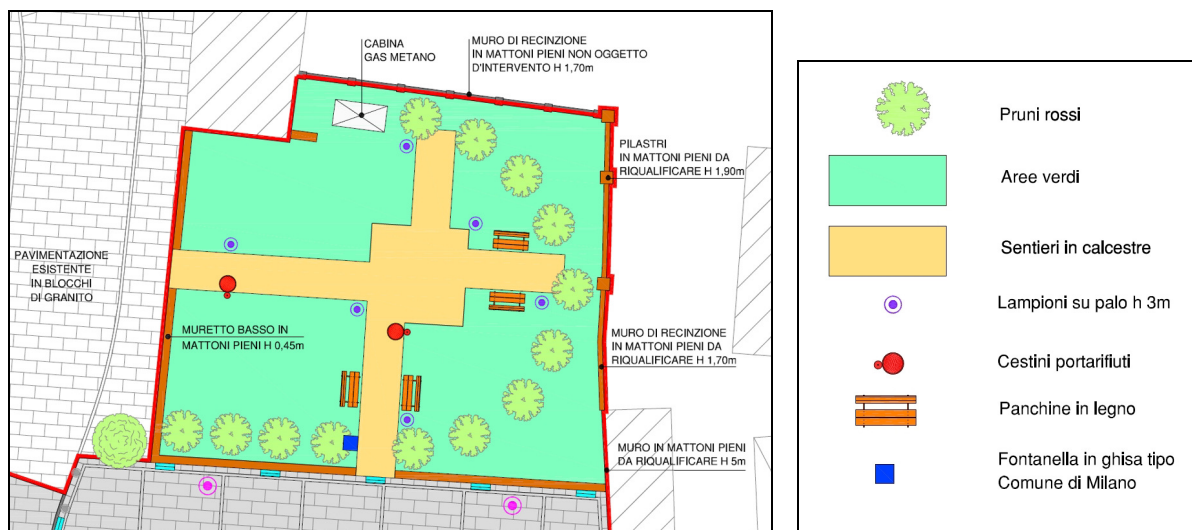 CABINA
GAS METANO
MURO DI RECINZIONE
IN MATTONI PIENI NON OGGETTO
D'INTERVENTO H 1,70m
PILASTRI
IN MATTONI PIENI DA
RIQUALIFICARE H 1,90m
PAVIMENTAZIONE
ESISTENTE
IN BLOCCHI
DI GRANITO
MURETTO BASSO IN
MATTONI PIENI H 0,45m
MURO DI RECINZIONE
IN MATTONI PIENI DA
RIQUALIFICARE H 1,70m
MURO IN MATTONI PIENI
DA RIQUALIFICARE H 5m
Pruni rossi
Aree verdi
Sentieri in calcestre
Lampioni su palo h 3m
Cestini portarifiuti
Panchine in legno
Fontanella in ghisa tipo
Comune di Milano